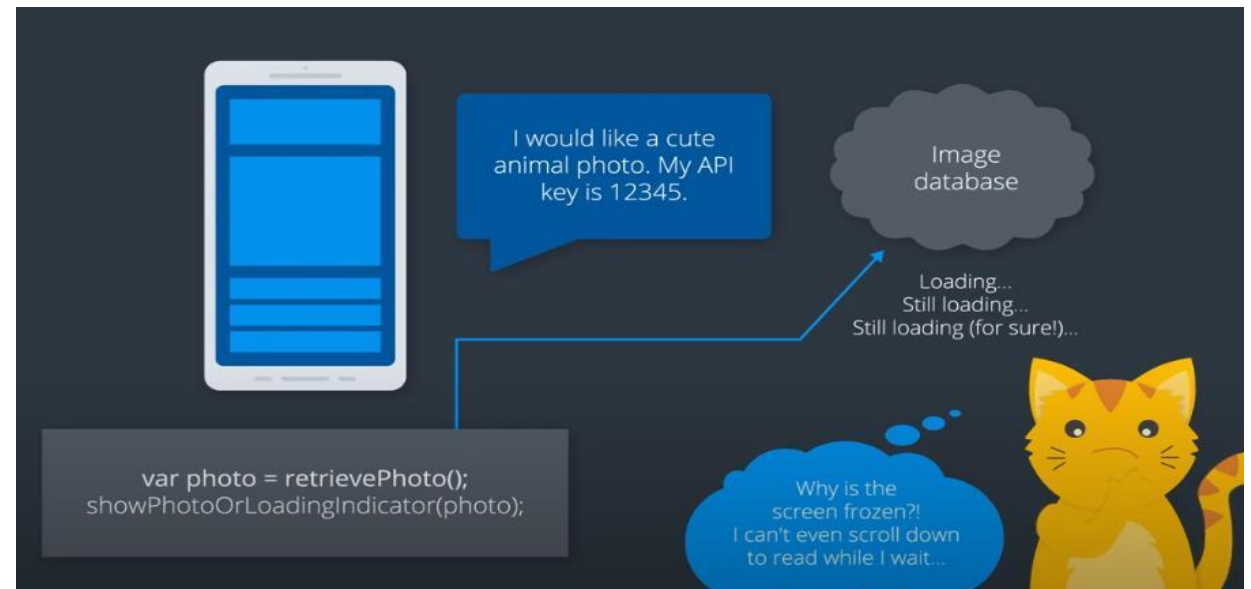 I would like a cute
animal photo. My API
key is 12345.
Image
database
Loading...
Still loading...
Still loading (for sure!)...
var photo = retrievePhoto();
showPhotoOrLoadingIndicator(photo);
Why is the
screen frozen?!
I can't even scroll down
to read while I wait...